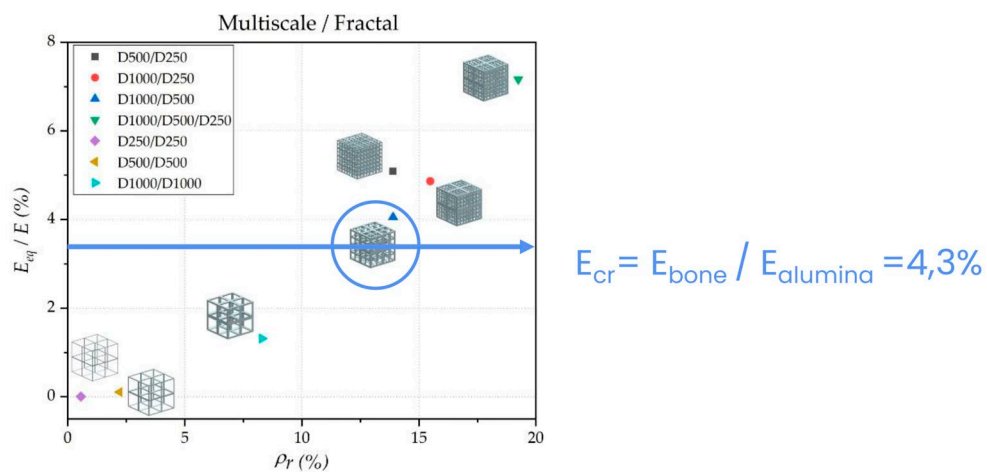 Multiscale / Fractal
8
6
4
2
0
E_eq / E (%)
D500/D250
D1000/D250
D1000/D500
D1000/D500/D250
D250/D250
D500/D500
D1000/D1000
0 5 10 15 20
ρ_r (%)
E_cr = E_bone / E_alumina =4,3%